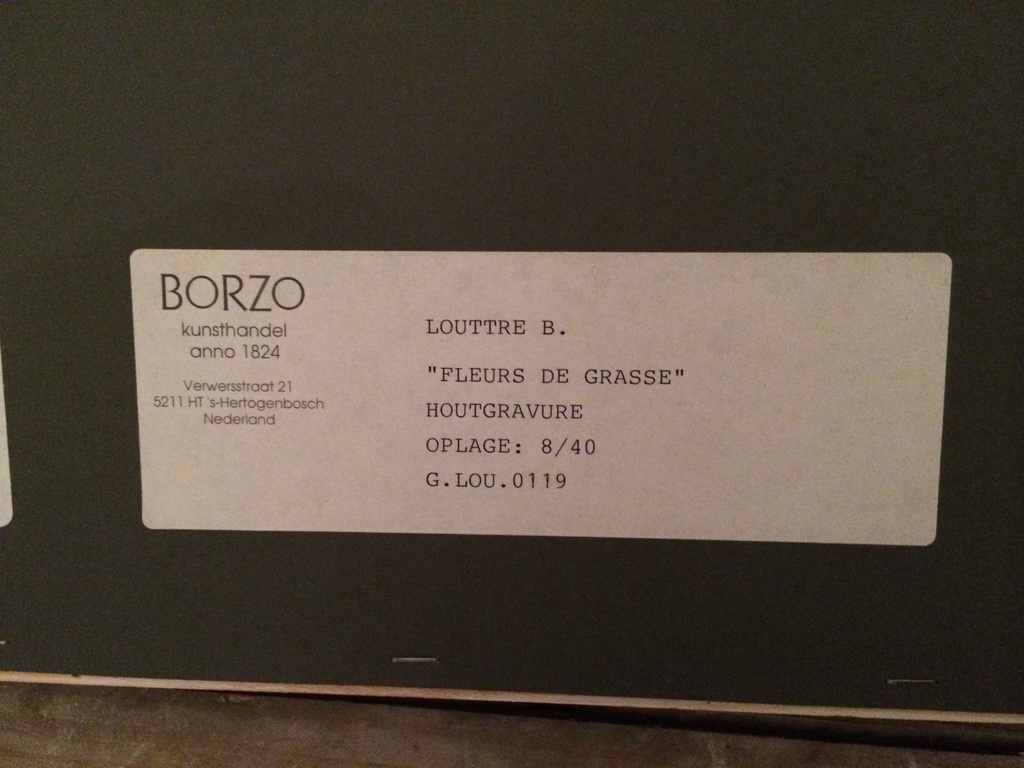 BORZO
kunsthandel
anno 1824
Verwersstraat 21
5211 HT 's-Hertogenbosch
Nederland
LOUTTRE B.
"FLEURS DE GRASSE"
HOUTGRAVURE
OPLAGE: 8/40
G.LOU.0119